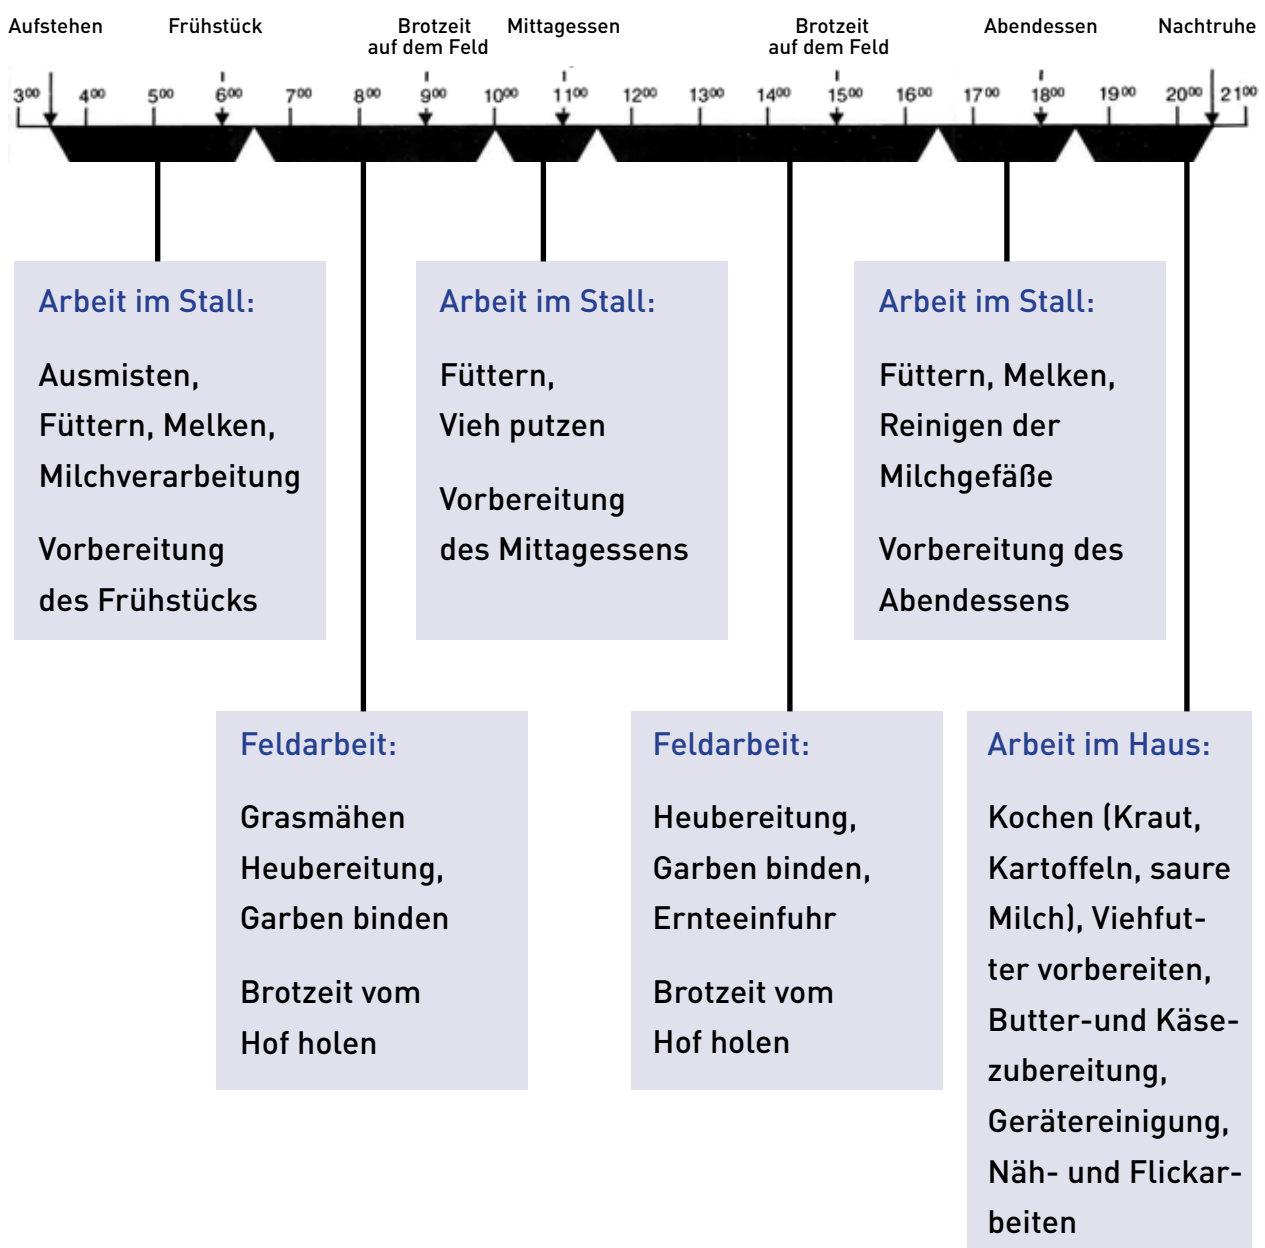 Aufstehen
Frühstück
Brotzeit
auf dem Feld
Mittagessen
Brotzeit
auf dem Feld
Abendessen
Nachtruhe
3⁰⁰ 4⁰⁰ 5⁰⁰ 6⁰⁰ 7⁰⁰ 8⁰⁰ 9⁰⁰ 10⁰⁰ 11⁰⁰ 12⁰⁰ 13⁰⁰ 14⁰⁰ 15⁰⁰ 16⁰⁰ 17⁰⁰ 18⁰⁰ 19⁰⁰ 20⁰⁰ 21⁰⁰
Arbeit im Stall:
Ausmisten,
Füttern, Melken,
Milchverarbeitung
Vorbereitung
des Frühstücks
Arbeit im Stall:
Füttern,
Vieh putzen
Vorbereitung
des Mittagessens
Arbeit im Stall:
Füttern, Melken,
Reinigen der
Milchgefäße
Vorbereitung des
Abendessens
Feldarbeit:
Grasmähen
Heubereitung,
Garben binden
Brotzeit vom
Hof holen
Feldarbeit:
Heubereitung,
Garben binden,
Ernteeinfuhr
Brotzeit vom
Hof holen
Arbeit im Haus:
Kochen (Kraut,
Kartoffeln, saure
Milch), Viehfut-
ter vorbereiten,
Butter-und Käse-
zubereitung,
Gerätereinigung,
Näh- und Flickar-
beiten